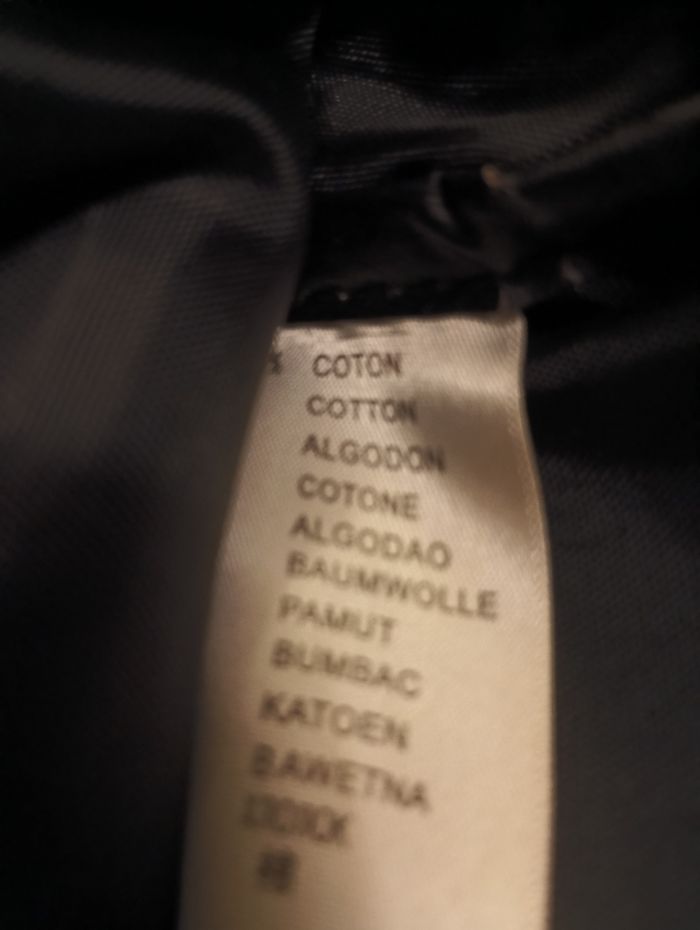 COTON
COTTON
ALGODON
COTONE
ALGODAO
BAUMWOLLE
PAMUT
BUMBAC
KATOEN
BAWETNA